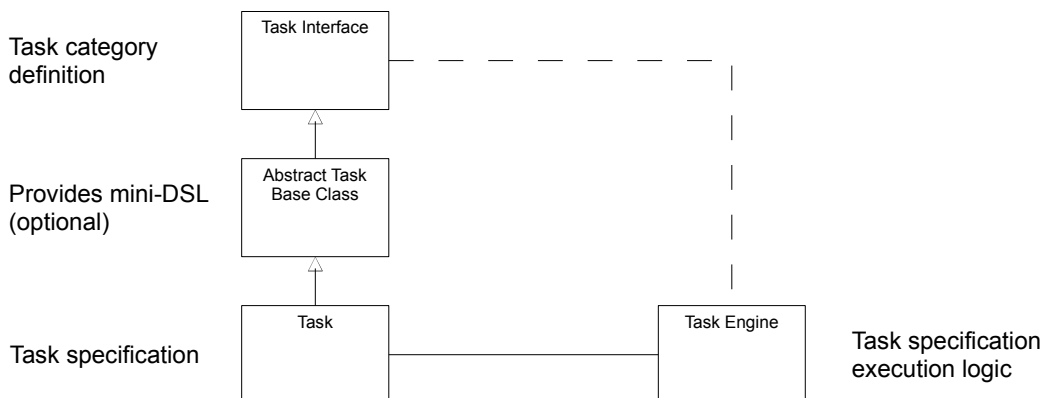 Task Interface
Task category
definition
Abstract Task
Base Class
Provides mini-DSL
(optional)
Task
Task Engine
Task specification
Task specification
execution logic